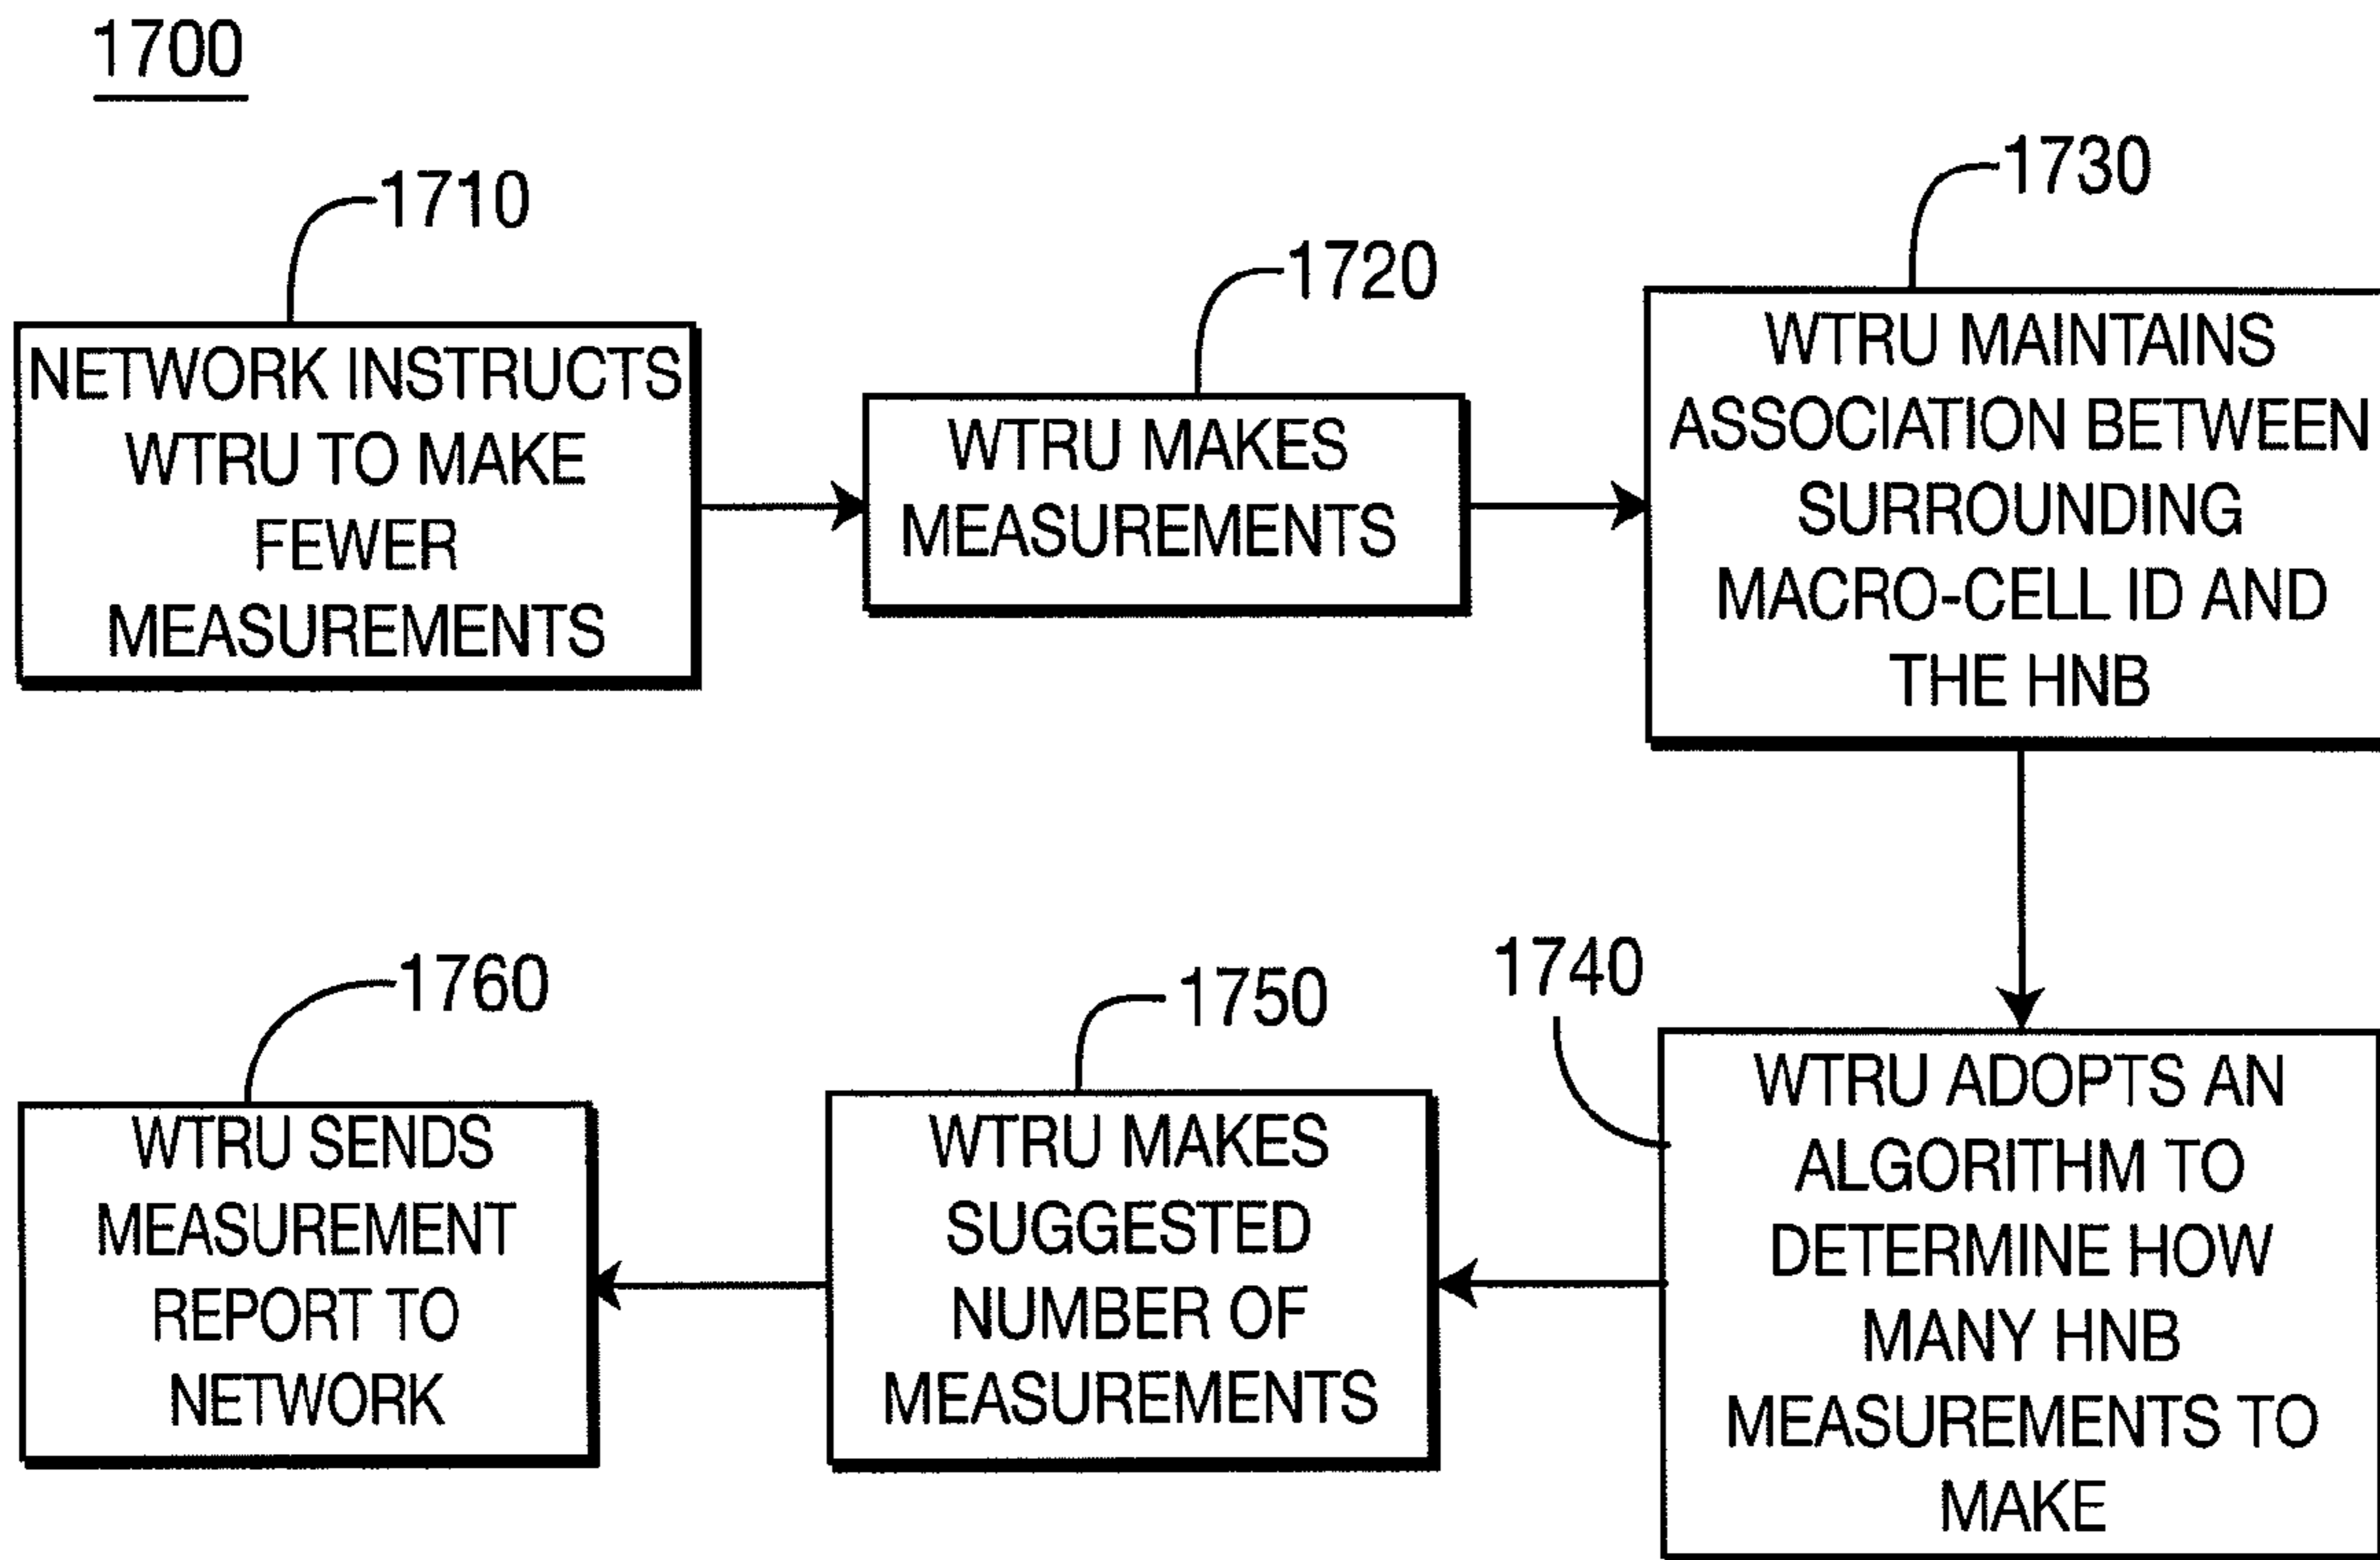 1700
1710
NETWORK INSTRUCTS
WTRU TO MAKE
FEWER
MEASUREMENTS
1720
WTRU MAKES
MEASUREMENTS
1730
WTRU MAINTAINS
ASSOCIATION BETWEEN
SURROUNDING
MACRO-CELL ID AND
THE HNB
1740
WTRU ADOPTS AN
ALGORITHM TO
DETERMINE HOW
MANY HNB
MEASUREMENTS TO
MAKE
1750
WTRU MAKES
SUGGESTED
NUMBER OF
MEASUREMENTS
1760
WTRU SENDS
MEASUREMENT
REPORT TO
NETWORK